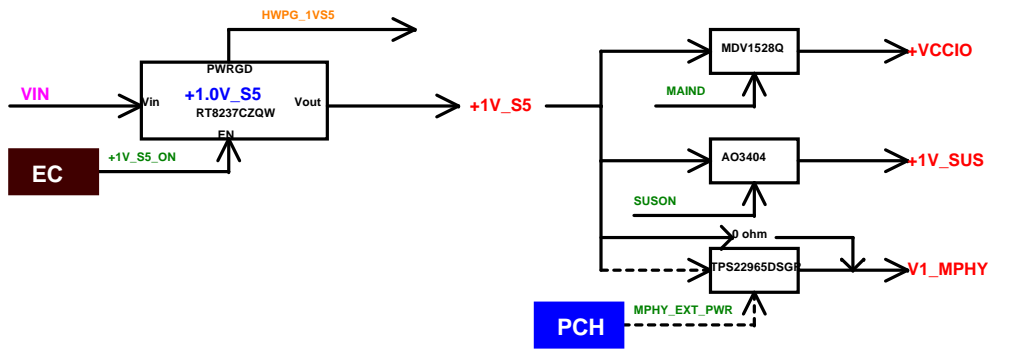 HWPG_1VS5
PWRGD
VIN
Vin
+1.0V_S5
Vout
RT8237CZQW
EN
+1V_S5_ON
EC
+1V_S5
MDV1528Q
+VCCIO
MAIND
AO3404
+1V_SUS
SUSON
0 ohm
TPS22965DSGR
V1_MPHY
MPHY_EXT_PWR
PCH